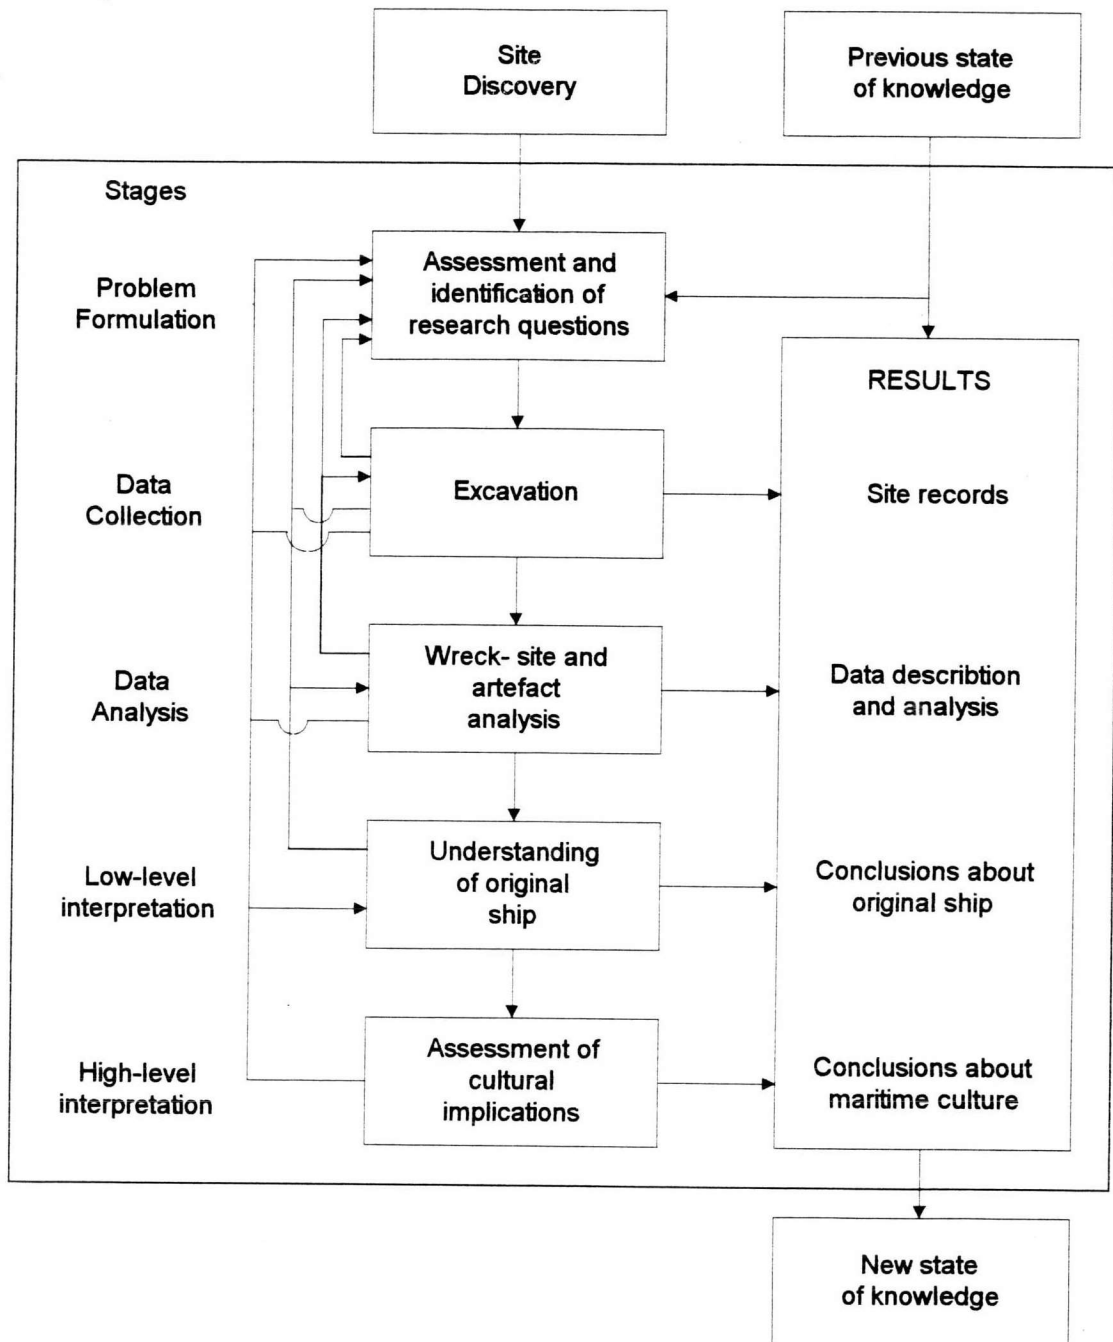 Site
Discovery
Previous state
of knowledge
Stages
Problem
Formulation
Assessment and
identification of
research questions
RESULTS
Data
Collection
Excavation
Site records
Data
Analysis
Wreck- site and
artefact
analysis
Data describtion
and analysis
Low-level
interpretation
Understanding
of original
ship
Conclusions about
original ship
High-level
interpretation
Assessment of
cultural
implications
Conclusions about
maritime culture
New state
of knowledge